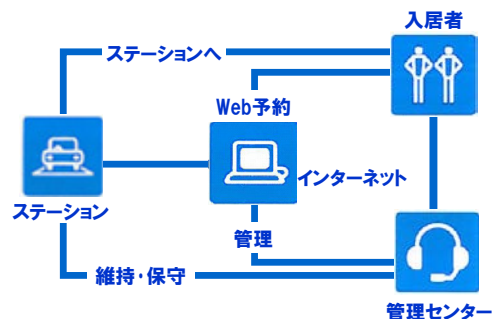 入居者
ステーションへ
Web予約
インターネット
ステーション
管理
維持・保守
管理センター